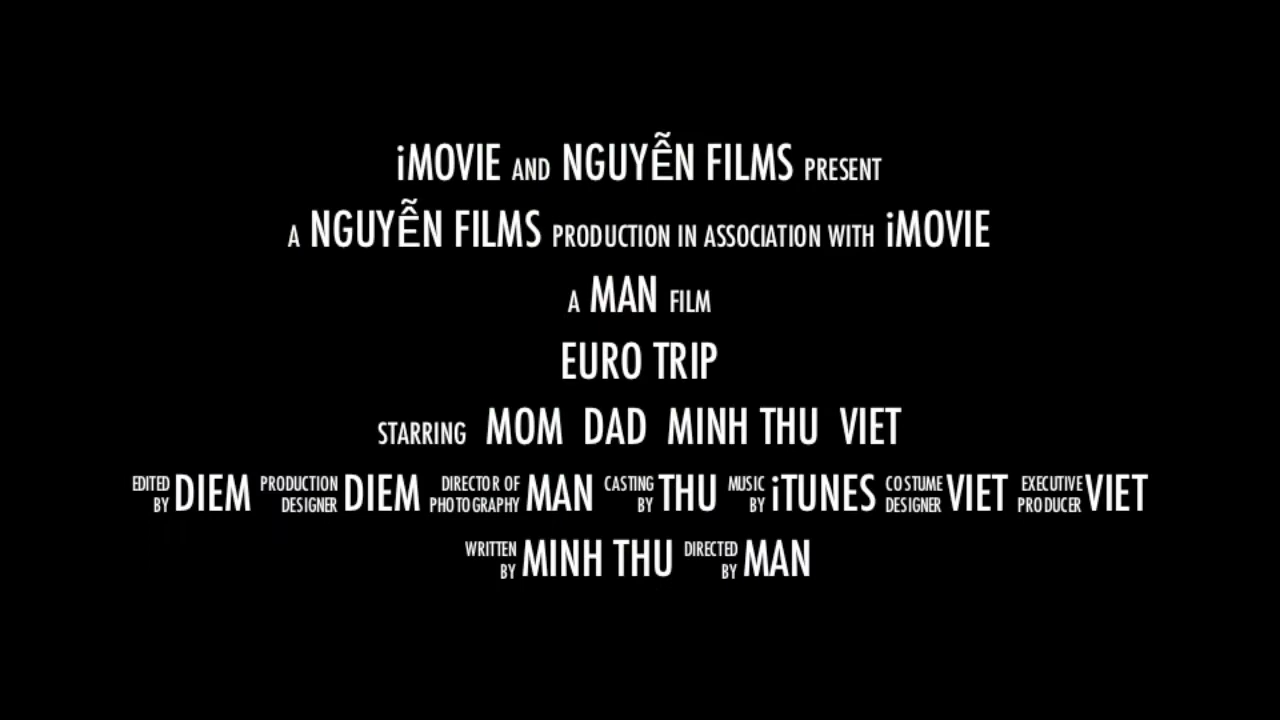 iMOVIE AND NGUYỄN FILMS PRESENT
A NGUYỄN FILMS PRODUCTION IN ASSOCIATION WITH iMOVIE
A MAN FILM
EURO TRIP
STARRING MOM DAD MINH THU VIET
EDITED BY DIEM PRODUCTION DESIGNER DIEM DIRECTOR OF PHOTOGRAPHY MAN CASTING BY THU MUSIC BY iTUNES COSTUME DESIGNER VIET EXECUTIVE PRODUCER VIET
WRITTEN BY MINH THU DIRECTED BY MAN